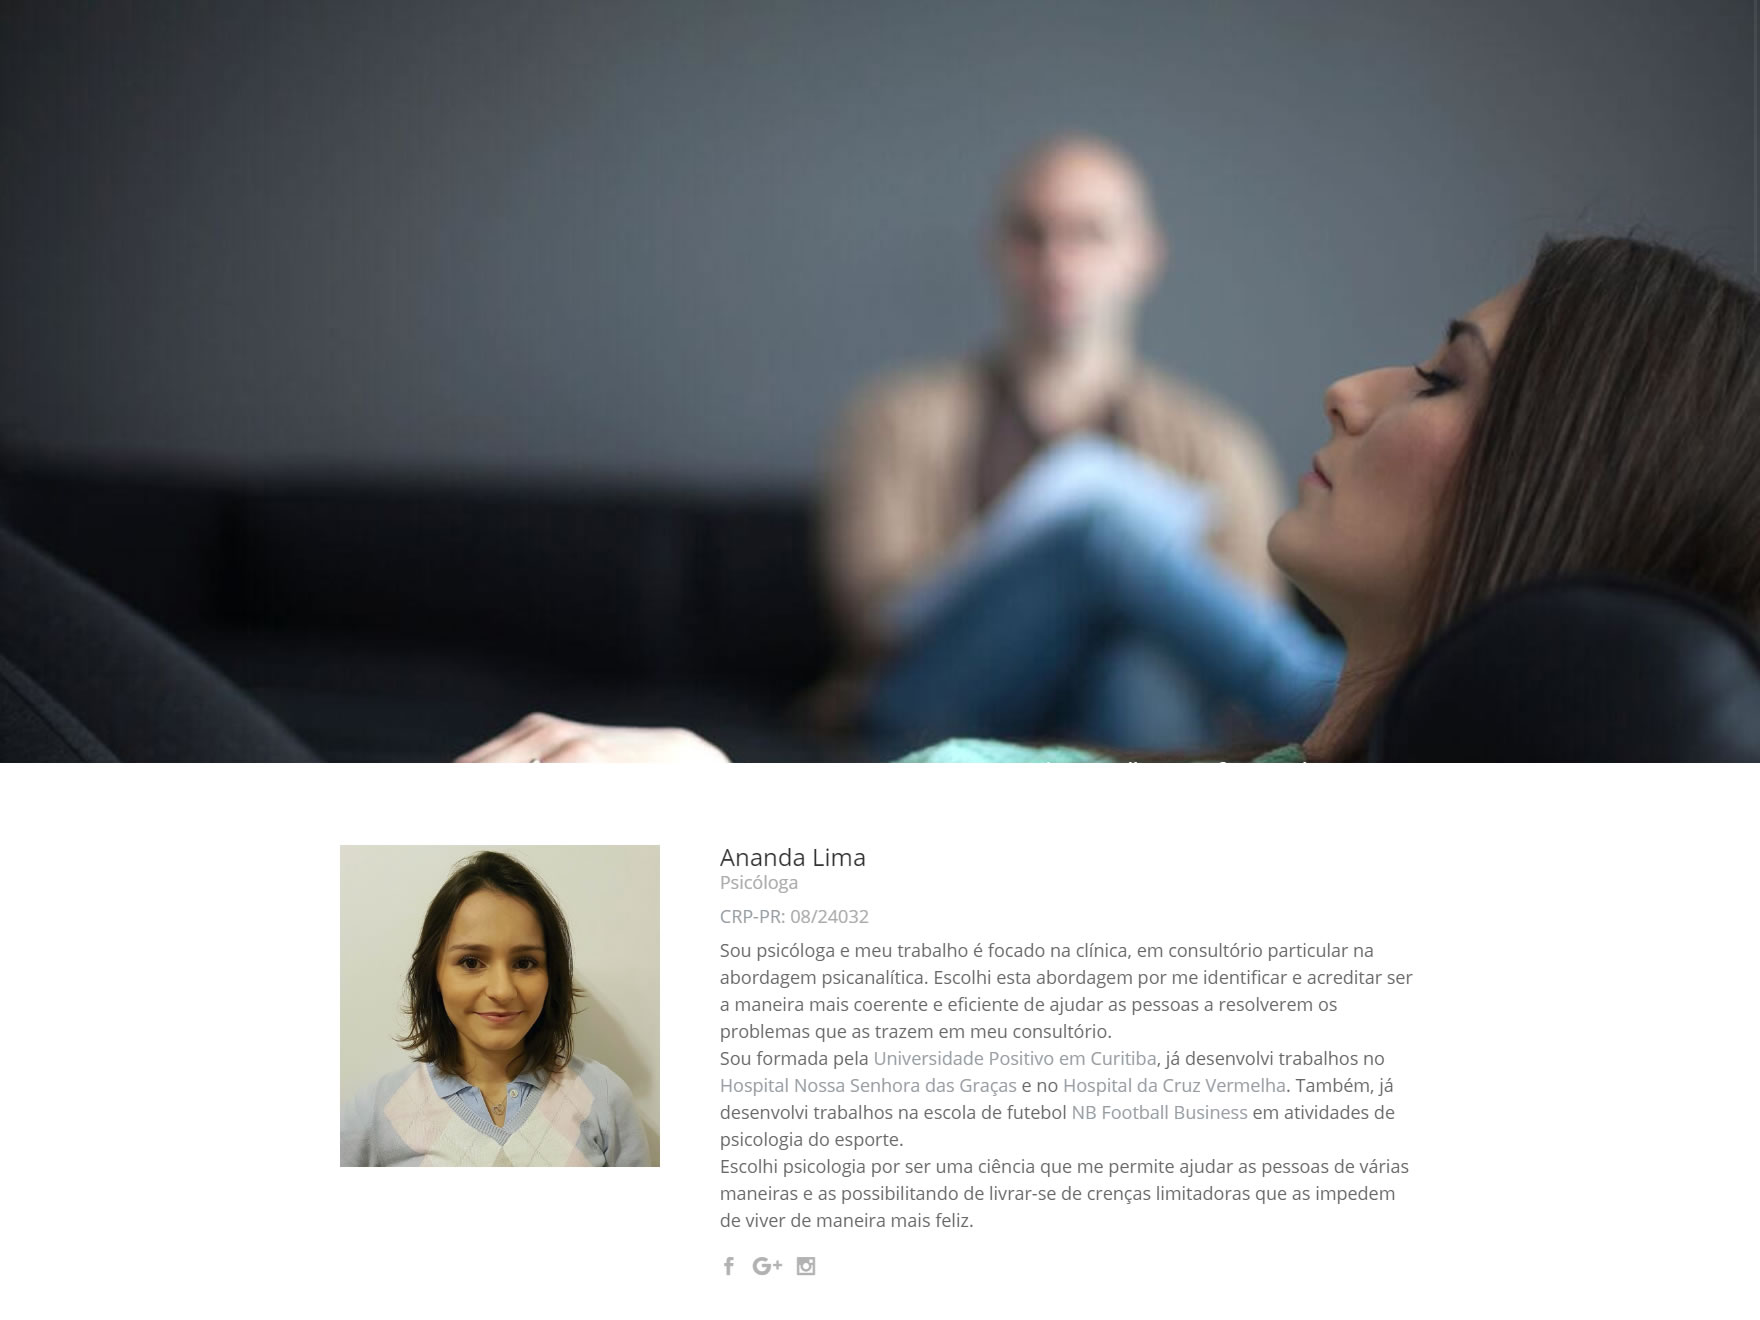 Ananda Lima
Psicóloga
CRP-PR: 08/24032
Sou psicóloga e meu trabalho é focado na clínica, em consultório particular na
abordagem psicanalítica. Escolhi esta abordagem por me identificar e acreditar ser
a maneira mais coerente e eficiente de ajudar as pessoas a resolverem os
problemas que as trazem em meu consultório.
Sou formada pela Universidade Positivo em Curitiba, já desenvolvi trabalhos no
Hospital Nossa Senhora das Graças e no Hospital da Cruz Vermelha. Também, já
desenvolvi trabalhos na escola de futebol NB Football Business em atividades de
psicologia do esporte.
Escolhi psicologia por ser uma ciência que me permite ajudar as pessoas de várias
maneiras e as possibilitando de livrar-se de crenças limitadoras que as impedem
de viver de maneira mais feliz.
f G+